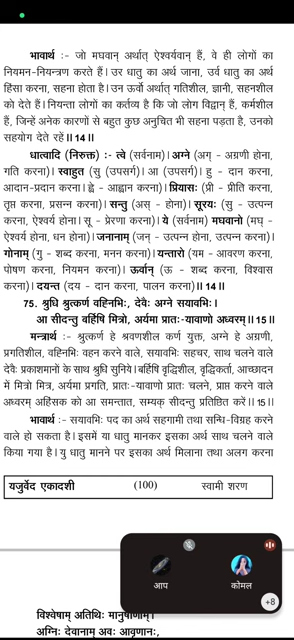 भावार्थ :- जो मघवान् अर्थात् ऐश्वर्यवान् हैं, वे ही लोगों का
नियमन-नियन्त्रण करते हैं। उर धातु का अर्थ जाना, उर्व धातु का अर्थ
हिंसा करना, सहना होता है। उन ऊर्वो अर्थात् गतिशील, ज्ञानी, सहनशील
को देते हैं। नियन्ता लोगों का कर्तव्य है कि जो लोग विद्वान् हैं, कर्मशील
हैं, जिन्हें अनेक कारणों से बहुत कुछ अनुचित भी सहना पड़ता है, उनको
सहयोग देते रहें ॥ 14 ॥
धात्वादि (निरुक्त) :- त्वे (सर्वनाम)। अग्ने (अग् - अग्रणी होना,
गति करना)। स्वाहुत (सु (उपसर्ग)। आ (उपसर्ग)। हु - दान करना,
आदान-प्रदान करना। ह्वे - आह्वान करना)। प्रियासः (प्री - प्रीति करना,
तृप्त करना, प्रसन्न करना)। सन्तु (अस् - होना)। सूरयः (सु - उत्पन्न
करना, ऐश्वर्य होना। सू - प्रेरणा करना)। ये (सर्वनाम) मघवानो (मघ् -
ऐश्वर्य होना, धन होना)। जनानाम् (जन् - उत्पन्न होना, उत्पन्न करना)।
गोनाम् (गु - शब्द करना, मनन करना)। यन्तारो (यम - आवरण करना,
पोषण करना, नियमन करना)। ऊर्वान् (ऊ - शब्द करना, विश्वास
करना)। दयन्त (दय - दान करना, पालन करना)॥ 14 ॥
75. श्रुधि श्रुत्कर्ण वह्निभिः, देवैः अग्ने सयावभिः।
आ सीदन्तु बर्हिषि मित्रो, अर्यमा प्रातः-यावाणो अध्वरम् ॥ 15 ॥
मन्त्रार्थ :- श्रुत्कर्ण हे श्रवणशील कर्ण युक्त, अग्ने हे अग्रणी,
प्रगतिशील, वह्निभिः वहन करने वाले, सयावभिः सहचर, साथ चलने वाले
देवैः प्रकाशमानों के साथ श्रुधि सुनिये। बर्हिषि वृद्धिशील, वृद्धिकर्ता, आच्छादन
में मित्रो मित्र, अर्यमा प्रगति, प्रातः-यावाणो प्रातः चलने, प्राप्त करने वाले
अध्वरम् अहिंसक को आ समन्तात, सम्यक् सीदन्तु प्रतिष्ठित करें ॥ 15 ॥
भावार्थ :- सयावभिः पद का अर्थ सहगामी तथा सन्धि-विग्रह करने
वाले हो सकता है। इसमें या धातु मानकर इसका अर्थ साथ चलने वाले
किया गया है। यु धातु मानने पर इसका अर्थ मिलाना तथा अलग करना
यजुर्वेद एकादशी (100) स्वामी शरण
आप कोमल
+8
विश्वेषाम् अतिथिः मानुषाणाम्।
अग्निः देवानाम् अवः आवृणानः,